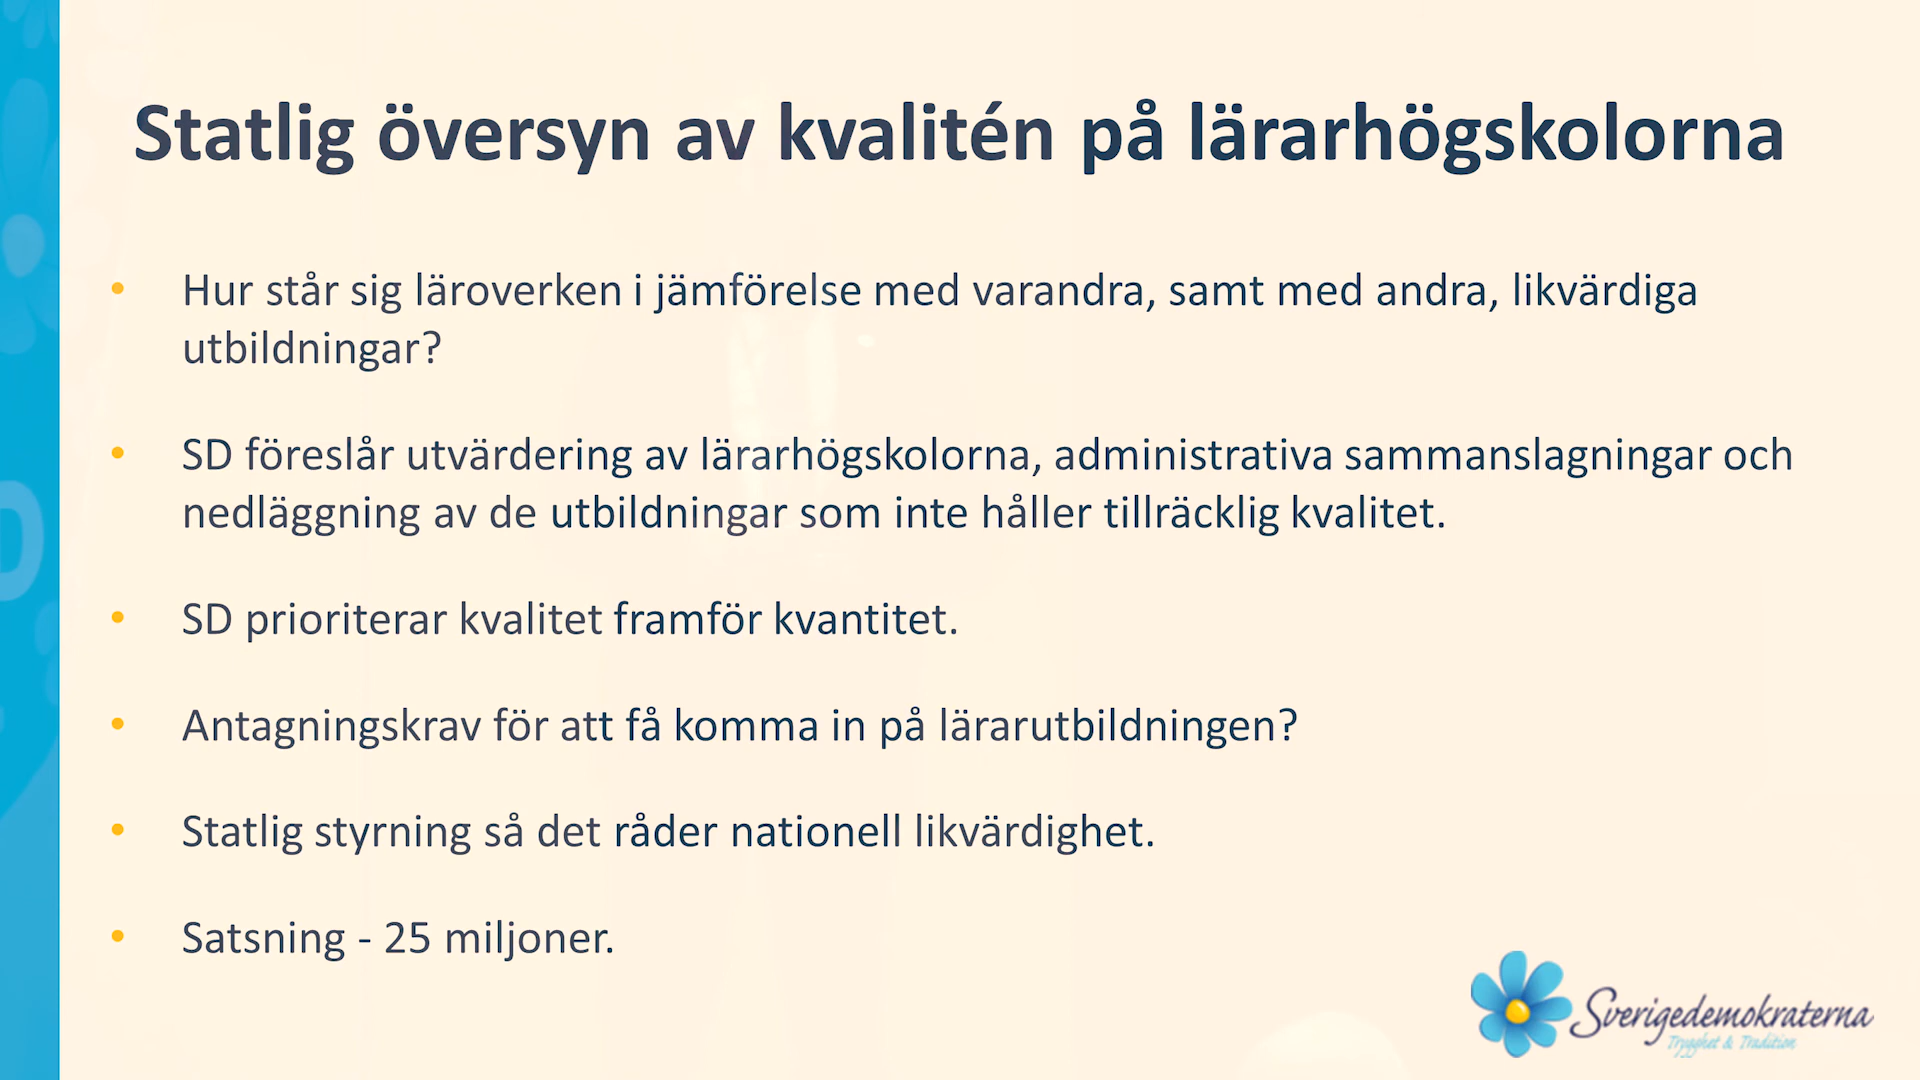 Statlig översyn av kvalitén på lärarhögskolorna
• Hur står sig läroverken i jämförelse med varandra, samt med andra, likvärdiga
utbildningar?
• SD föreslår utvärdering av lärarhögskolorna, administrativa sammanslagningar och
nedläggning av de utbildningar som inte håller tillräcklig kvalitet.
• SD prioriterar kvalitet framför kvantitet.
• Antagningskrav för att få komma in på lärarutbildningen?
• Statlig styrning så det råder nationell likvärdighet.
• Satsning - 25 miljoner.
Sverigedemokraterna
Trygghet & Tradition